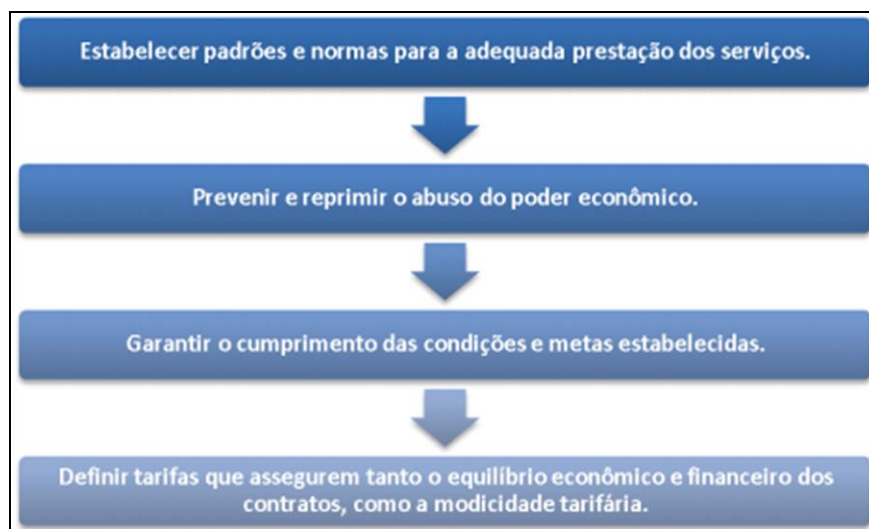 Estabelecer padrões e normas para a adequada prestação dos serviços.
Prevenir e reprimir o abuso do poder econômico.
Garantir o cumprimento das condições e metas estabelecidas.
Definir tarifas que assegurem tanto o equilíbrio econômico e financeiro dos
contratos, como a modicidade tarifária.